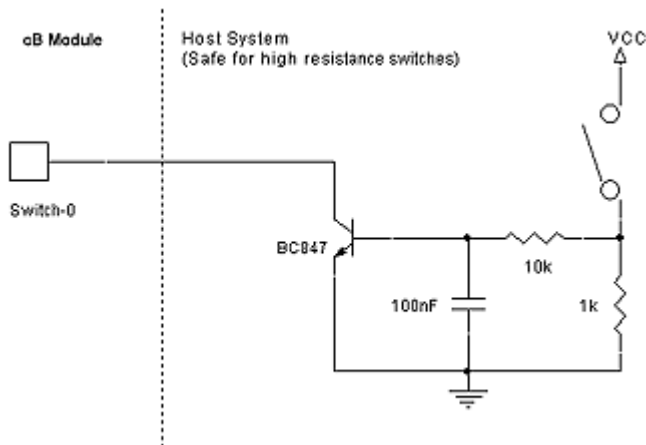 oB Module
Host System
(Safe for high resistance switches)
VCC
Switch-0
BC847
10k
100nF
1k